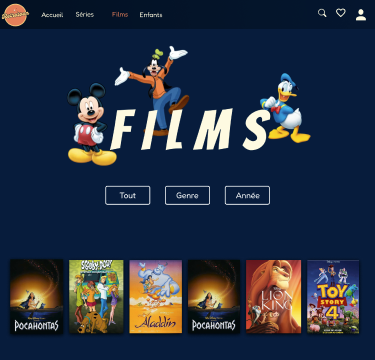 Accueil Séries Films Enfants
FILMS
Tout Genre Année
POCAHONTAS
SCOOBY-DOO!
Aladdin
POCAHONTAS
THE LION KING
TOY STORY 4